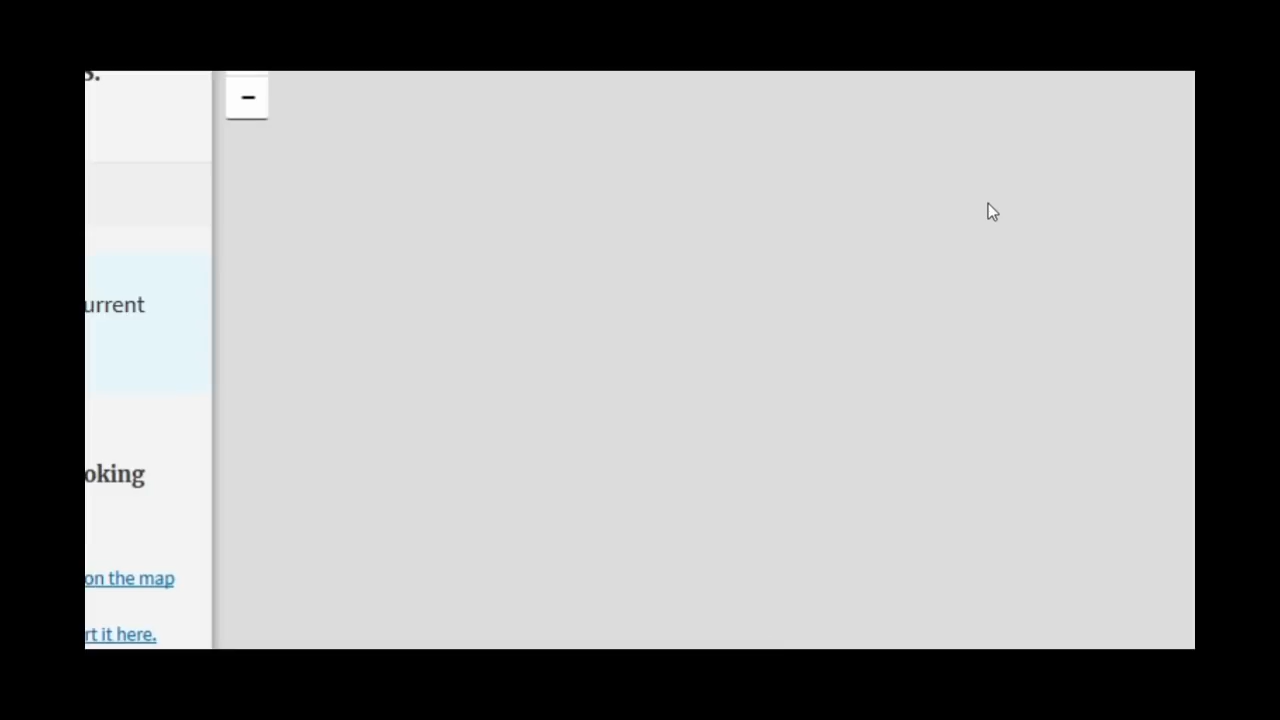 s.
−
urrent
oking
on the map
rt it here.